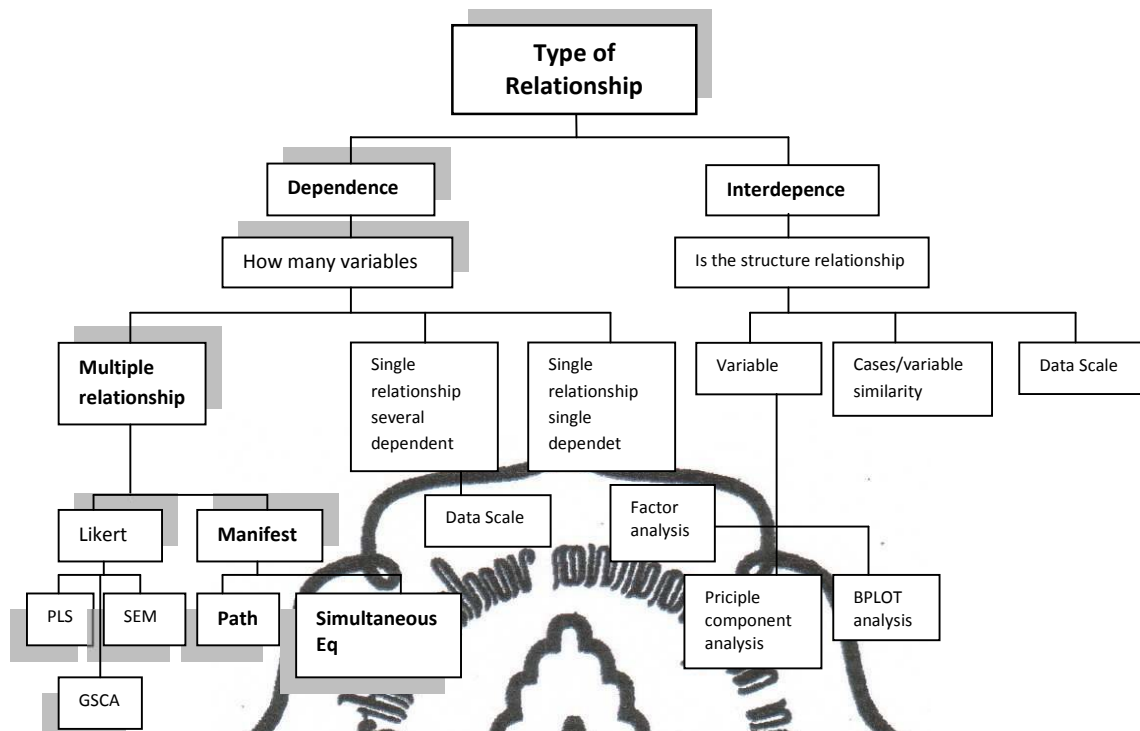 Type of
Relationship
Dependence
Interdepence
How many variables
Is the structure relationship
Multiple
relationship
Single
relationship
several
dependent
Single
relationship
single
dependet
Variable
Cases/variable
similarity
Data Scale
Likert
Manifest
Data Scale
Factor
analysis
PLS
SEM
Path
Simultaneous
Eq
Priciple
component
analysis
BPLOT
analysis
GSCA